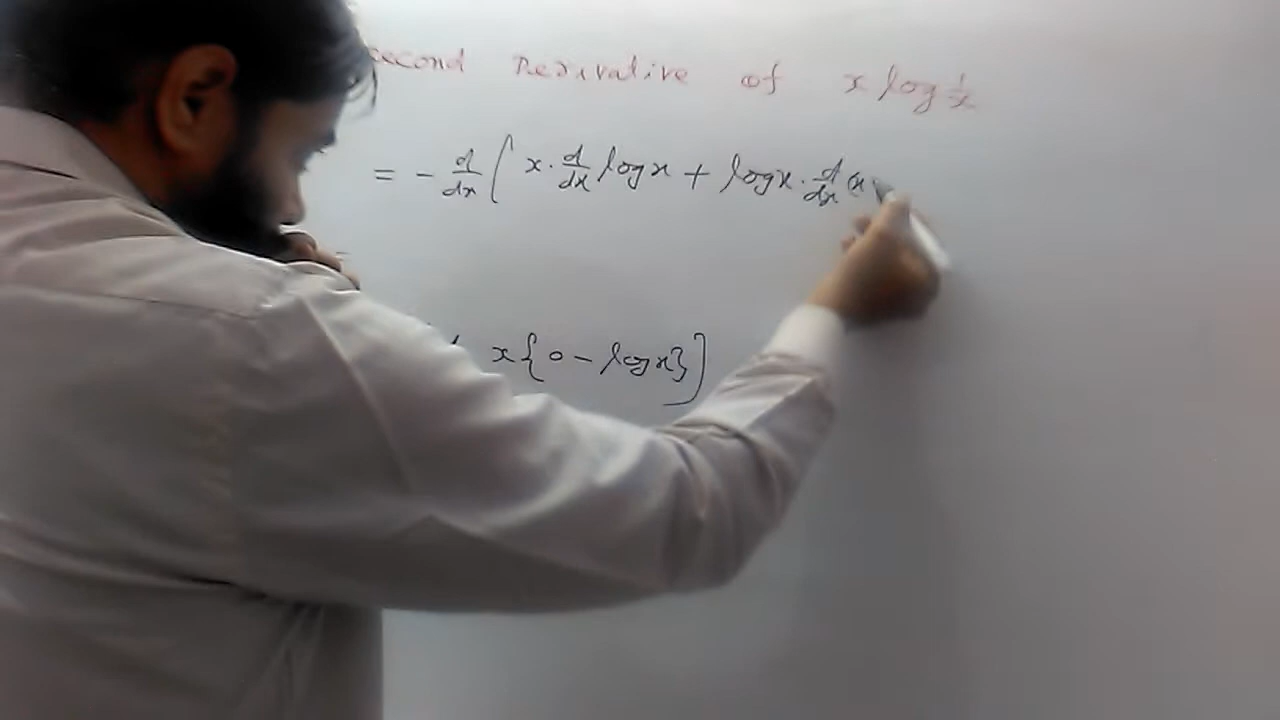 econd Derivative of x log 1/x
= - d/dx ( x · d/dx log x + log x · d/dx (x
x { 0 - log x } ]